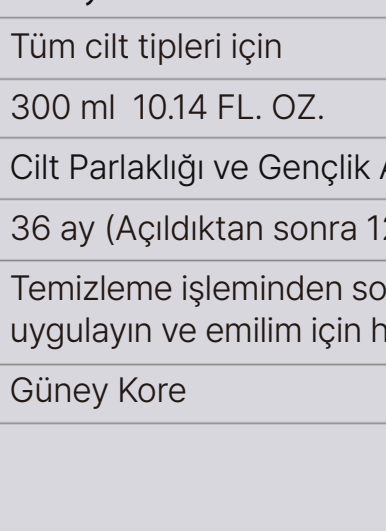 Tüm cilt tipleri için
300 ml 10.14 FL. OZ.
Cilt Parlaklığı ve Gençlik
36 ay (Açıldıktan sonra
Temizleme işleminden
uygulayın ve emilim için
Güney Kore